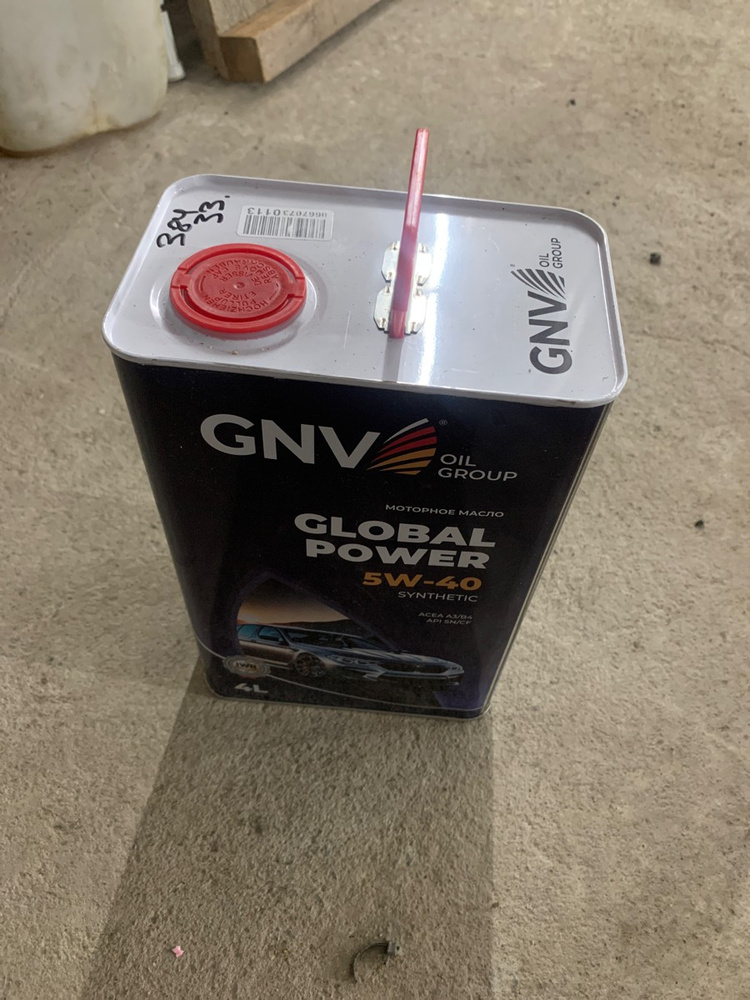 384
33.
06670730113
GNV
OIL
GROUP
GNV
OIL
GROUP
МОТОРНОЕ МАСЛО
GLOBAL
POWER
5W-40
SYNTHETIC
ACEA A3/B4
API SN/CF
4L